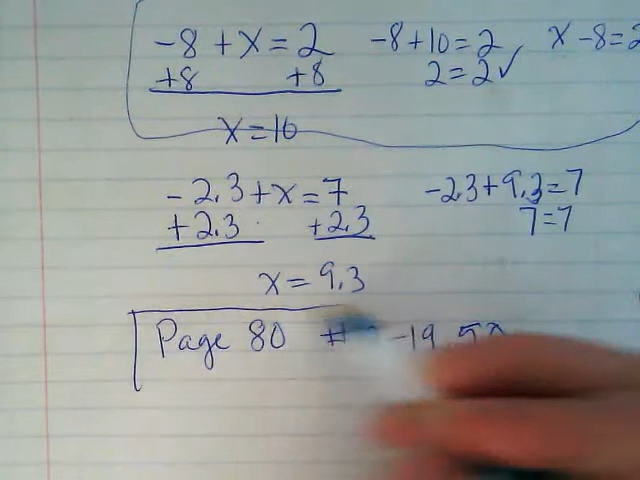 -8 + x = 2 -8 + 10 = 2 x - 8 = 2
+8 +8 2 = 2 ✓
x = 10
-2.3 + x = 7 -2.3 + 9.3 = 7
+2.3 +2.3 7 = 7
x = 9.3
Page 80 # -19